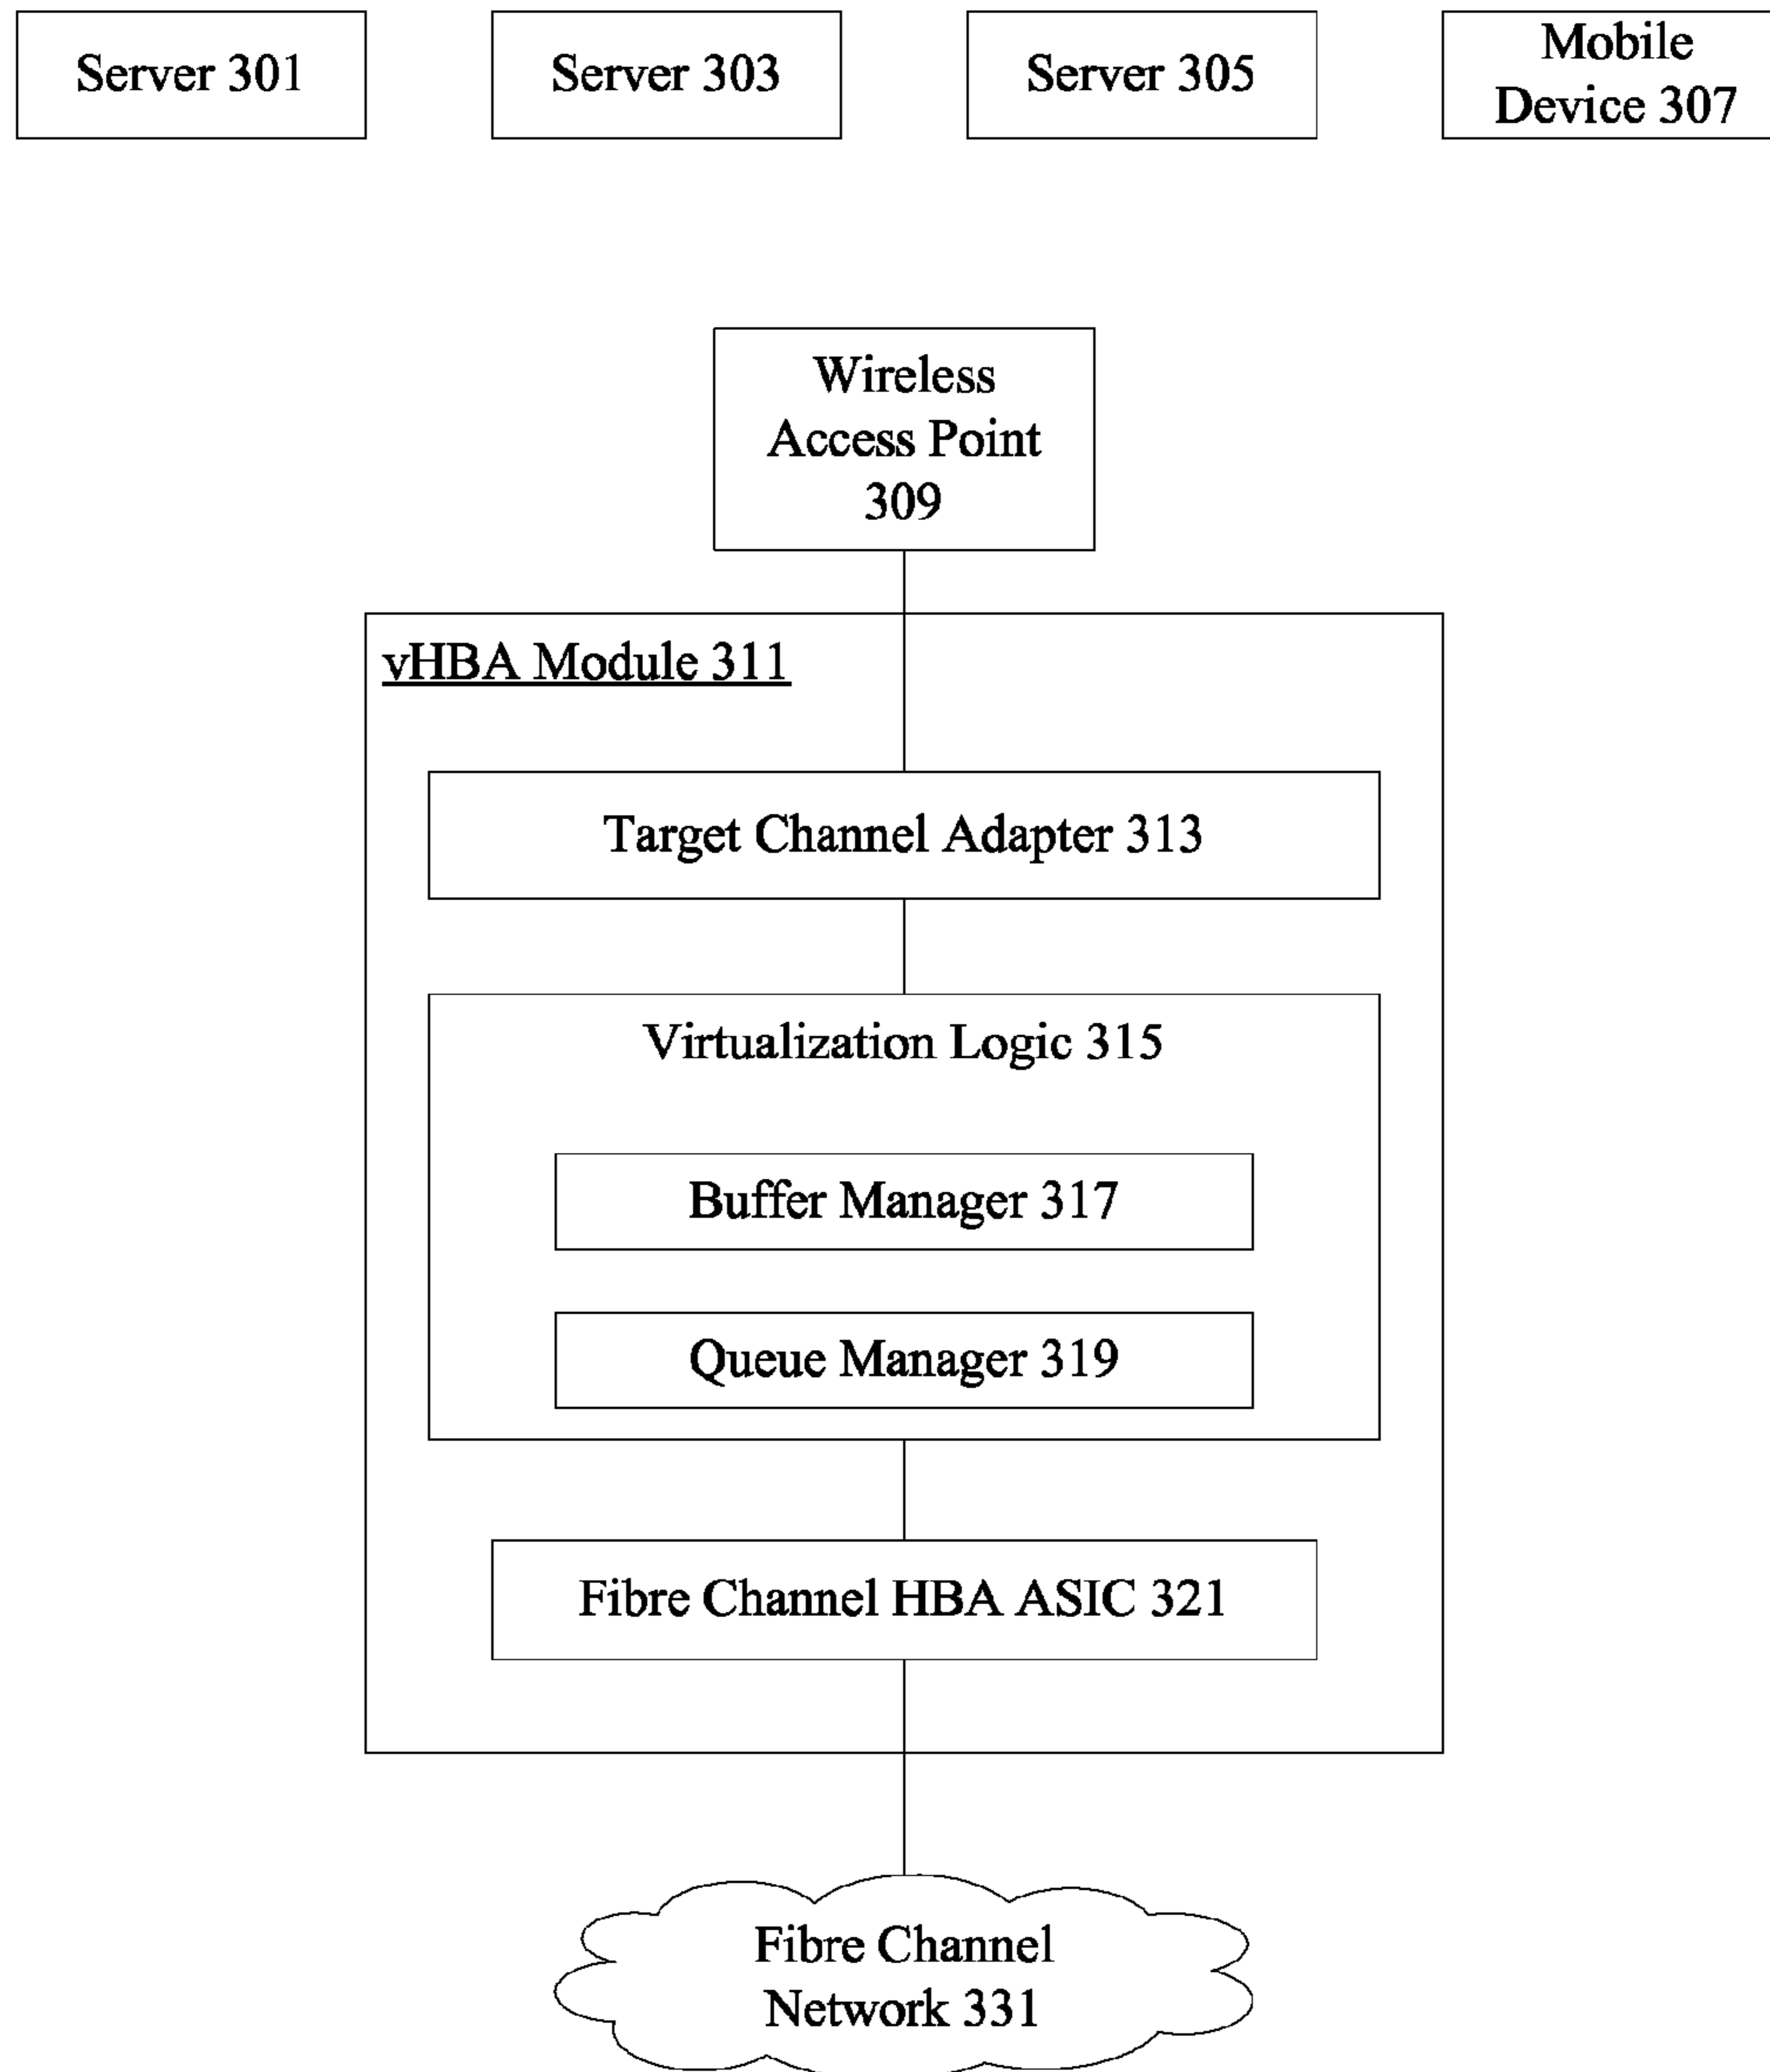 Server 301
Server 303
Server 305
Mobile
Device 307
Wireless
Access Point
309
vHBA Module 311
Target Channel Adapter 313
Virtualization Logic 315
Buffer Manager 317
Queue Manager 319
Fibre Channel HBA ASIC 321
Fibre Channel
Network 331